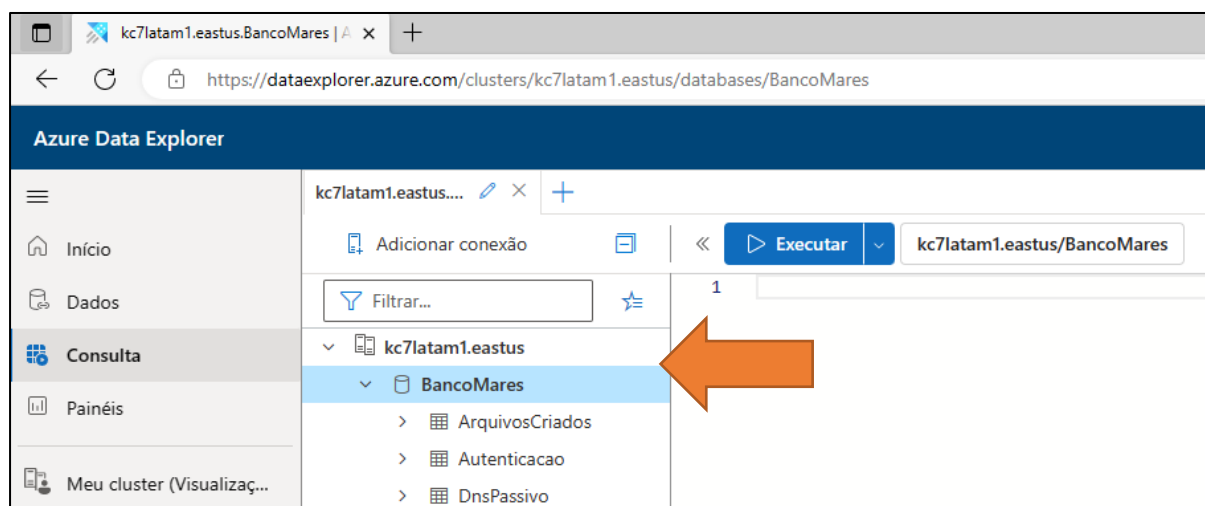 kc7latam1.eastus.BancoMares | A
https://dataexplorer.azure.com/clusters/kc7latam1.eastus/databases/BancoMares
Azure Data Explorer
kc7latam1.eastus....
Início
Dados
Consulta
Painéis
Meu cluster (Visualizaç...
Adicionar conexão
Filtrar...
kc7latam1.eastus
BancoMares
ArquivosCriados
Autenticacao
DnsPassivo
Executar
kc7latam1.eastus/BancoMares
1